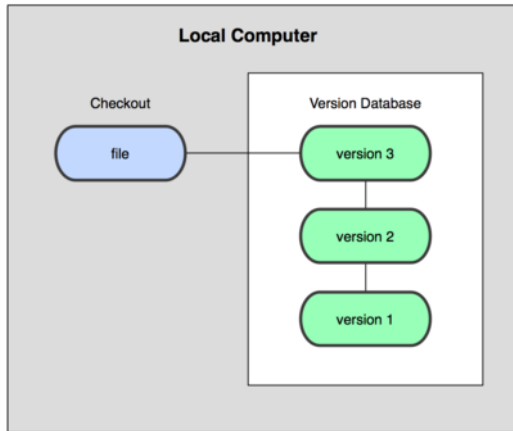 Local Computer
Checkout
Version Database
file
version 3
version 2
version 1